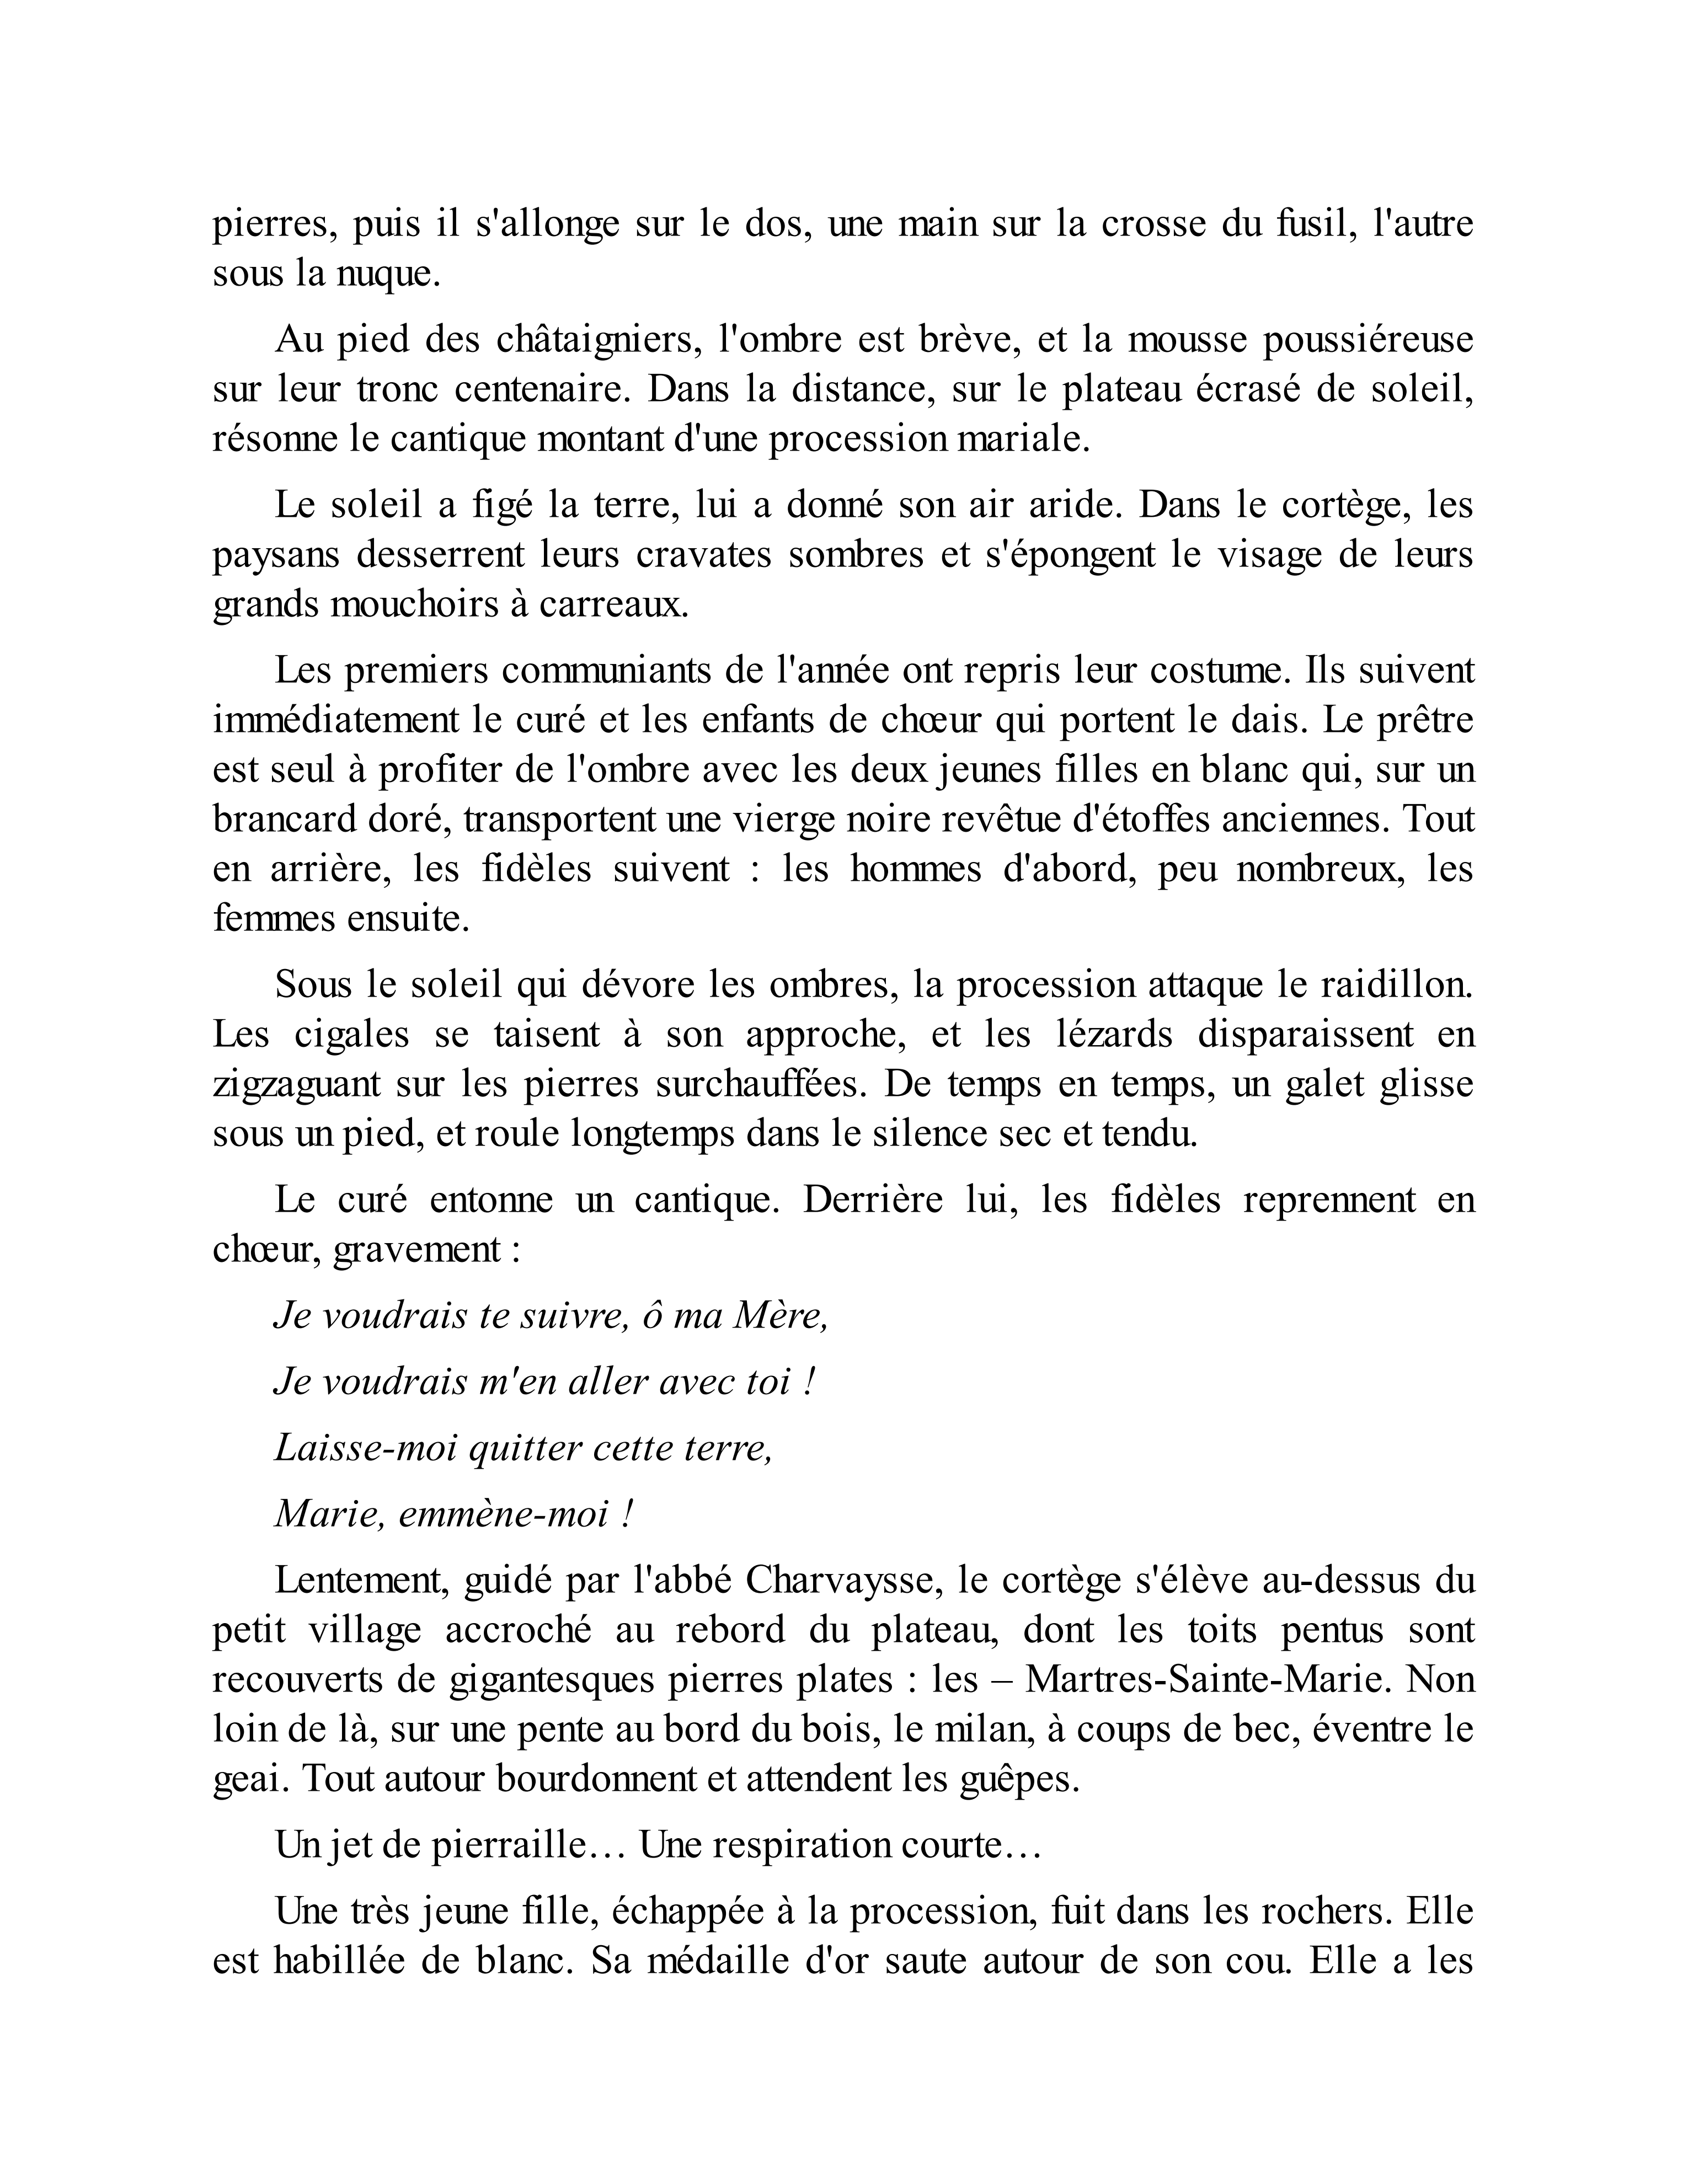 pierres, puis il s'allonge sur le dos, une main sur la crosse du fusil, l'autre
sous la nuque.
Au pied des châtaigniers, l'ombre est brève, et la mousse poussiéreuse
sur leur tronc centenaire. Dans la distance, sur le plateau écrasé de soleil,
résonne le cantique montant d'une procession mariale.
Le soleil a figé la terre, lui a donné son air aride. Dans le cortège, les
paysans desserrent leurs cravates sombres et s'épongent le visage de leurs
grands mouchoirs à carreaux.
Les premiers communiants de l'année ont repris leur costume. Ils suivent
immédiatement le curé et les enfants de chœur qui portent le dais. Le prêtre
est seul à profiter de l'ombre avec les deux jeunes filles en blanc qui, sur un
brancard doré, transportent une vierge noire revêtue d'étoffes anciennes. Tout
en arrière, les fidèles suivent : les hommes d'abord, peu nombreux, les
femmes ensuite.
Sous le soleil qui dévore les ombres, la procession attaque le raidillon.
Les cigales se taisent à son approche, et les lézards disparaissent en
zigzaguant sur les pierres surchauffées. De temps en temps, un galet glisse
sous un pied, et roule longtemps dans le silence sec et tendu.
Le curé entonne un cantique. Derrière lui, les fidèles reprennent en
chœur, gravement :
Je voudrais te suivre, ô ma Mère,
Je voudrais m'en aller avec toi !
Laisse-moi quitter cette terre,
Marie, emmène-moi !
Lentement, guidé par l'abbé Charvaysse, le cortège s'élève au-dessus du
petit village accroché au rebord du plateau, dont les toits pentus sont
recouverts de gigantesques pierres plates : les – Martres-Sainte-Marie. Non
loin de là, sur une pente au bord du bois, le milan, à coups de bec, éventre le
geai. Tout autour bourdonnent et attendent les guêpes.
Un jet de pierraille… Une respiration courte…
Une très jeune fille, échappée à la procession, fuit dans les rochers. Elle
est habillée de blanc. Sa médaille d'or saute autour de son cou. Elle a les